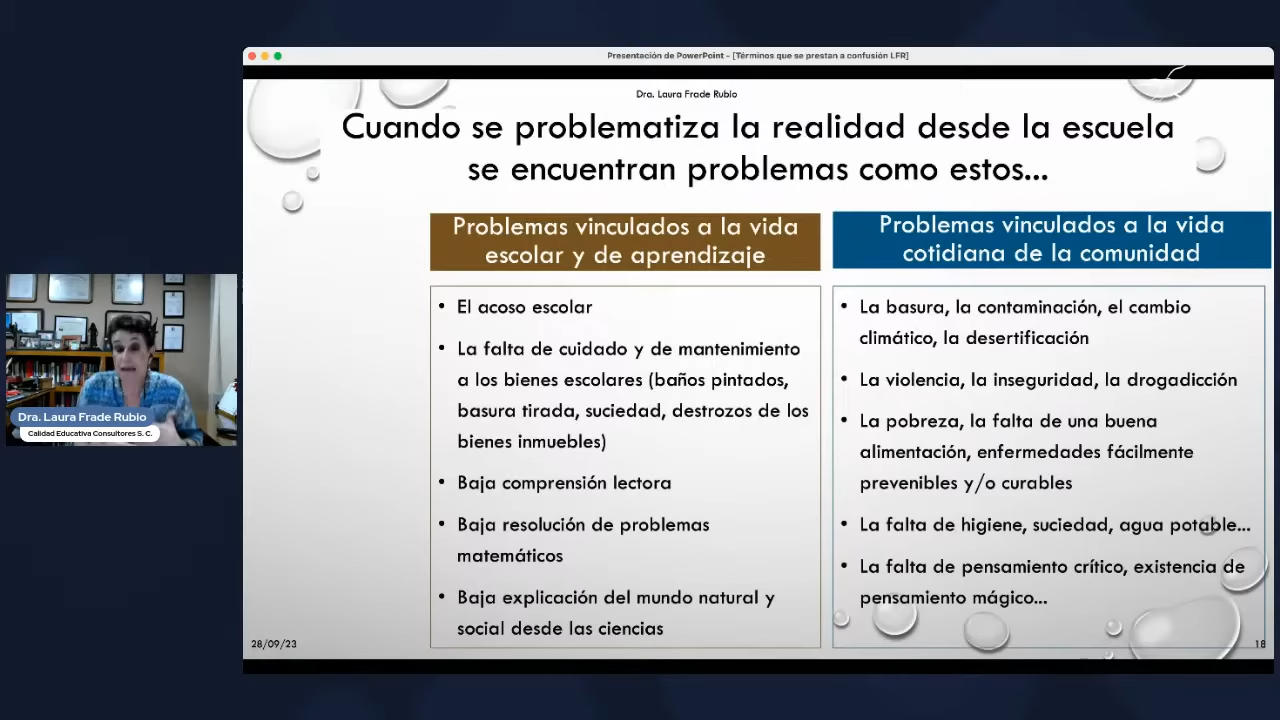 Presentación de PowerPoint - [Términos que se prestan a confusión LFR]
Dra. Laura Frade Rubio
Cuando se problematiza la realidad desde la escuela
se encuentran problemas como estos...
Problemas vinculados a la vida
escolar y de aprendizaje
• El acoso escolar
• La falta de cuidado y de mantenimiento
a los bienes escolares (baños pintados,
basura tirada, suciedad, destrozos de los
bienes inmuebles)
• Baja comprensión lectora
• Baja resolución de problemas
matemáticos
• Baja explicación del mundo natural y
social desde las ciencias
Problemas vinculados a la vida
cotidiana de la comunidad
• La basura, la contaminación, el cambio
climático, la desertificación
• La violencia, la inseguridad, la drogadicción
• La pobreza, la falta de una buena
alimentación, enfermedades fácilmente
prevenibles y/o curables
• La falta de higiene, suciedad, agua potable...
• La falta de pensamiento crítico, existencia de
pensamiento mágico...
28/09/23
18
Dra. Laura Frade Rubio
Calidad Educativa Consultores S. C.